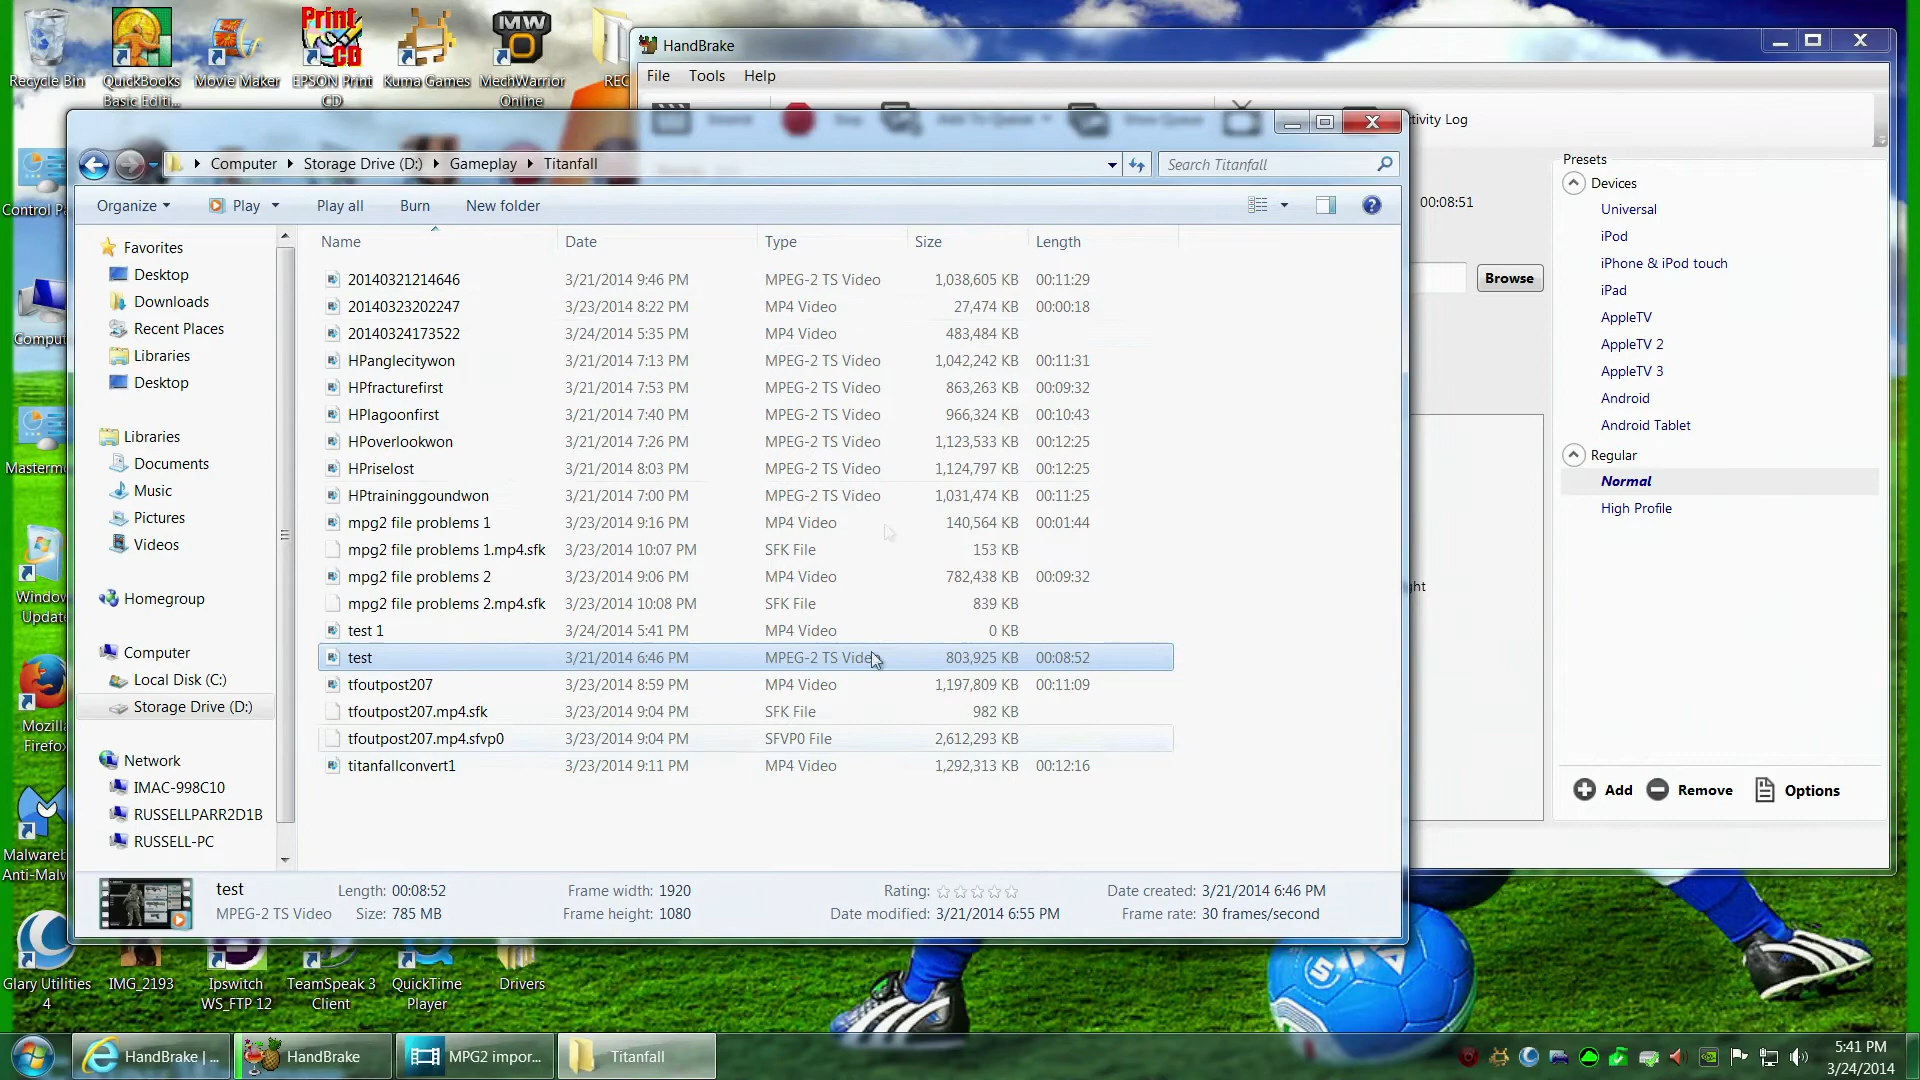 Recycle Bin
QuickBooks
Basic Editi...
Movie Maker
Print
CD
EPSON Print
CD
Kuma Games
MW
MechWarrior
Online
REC
HandBrake
File Tools Help
Source Stop Add To Queue Show Queue
ctivity Log
Computer Storage Drive (D:) Gameplay Titanfall
Search Titanfall
Organize Play Play all Burn New folder
Name Date Type Size Length
20140321214646 3/21/2014 9:46 PM MPEG-2 TS Video 1,038,605 KB 00:11:29
20140323202247 3/23/2014 8:22 PM MP4 Video 27,474 KB 00:00:18
20140324173522 3/24/2014 5:35 PM MP4 Video 483,484 KB
HPanglecitywon 3/21/2014 7:13 PM MPEG-2 TS Video 1,042,242 KB 00:11:31
HPfracturefirst 3/21/2014 7:53 PM MPEG-2 TS Video 863,263 KB 00:09:32
HPlagoonfirst 3/21/2014 7:40 PM MPEG-2 TS Video 966,324 KB 00:10:43
HPoverlookwon 3/21/2014 7:26 PM MPEG-2 TS Video 1,123,533 KB 00:12:25
HPriselost 3/21/2014 8:03 PM MPEG-2 TS Video 1,124,797 KB 00:12:25
HPtraininggoundwon 3/21/2014 7:00 PM MPEG-2 TS Video 1,031,474 KB 00:11:25
mpg2 file problems 1 3/23/2014 9:16 PM MP4 Video 140,564 KB 00:01:44
mpg2 file problems 1.mp4.sfk 3/23/2014 10:07 PM SFK File 153 KB
mpg2 file problems 2 3/23/2014 9:06 PM MP4 Video 782,438 KB 00:09:32
mpg2 file problems 2.mp4.sfk 3/23/2014 10:08 PM SFK File 839 KB
test 1 3/24/2014 5:41 PM MP4 Video 0 KB
test 3/21/2014 6:46 PM MPEG-2 TS Video 803,925 KB 00:08:52
tfoutpost207 3/23/2014 8:59 PM MP4 Video 1,197,809 KB 00:11:09
tfoutpost207.mp4.sfk 3/23/2014 9:04 PM SFK File 982 KB
tfoutpost207.mp4.sfvp0 3/23/2014 9:04 PM SFVP0 File 2,612,293 KB
titanfallconvert1 3/23/2014 9:11 PM MP4 Video 1,292,313 KB 00:12:16
Favorites
Desktop
Downloads
Recent Places
Libraries
Desktop
Libraries
Documents
Music
Pictures
Videos
Homegroup
Computer
Local Disk (C:)
Storage Drive (D:)
Network
IMAC-998C10
RUSSELLPARR2D1B
RUSSELL-PC
test Length: 00:08:52 Frame width: 1920 Rating: Date created: 3/21/2014 6:46 PM
MPEG-2 TS Video Size: 785 MB Frame height: 1080 Date modified: 3/21/2014 6:55 PM Frame rate: 30 frames/second
00:08:51
Browse
ght
Presets
Devices
Universal
iPod
iPhone & iPod touch
iPad
AppleTV
AppleTV 2
AppleTV 3
Android
Android Tablet
Regular
Normal
High Profile
Add Remove Options
Control Pa
Compu
Masterm
Window
Update
Mozill
Firefo
Malwareb
Anti-Malw
Glary Utilities
4
IMG_2193
Ipswitch
WS_FTP 12
TeamSpeak 3
Client
QuickTime
Player
Drivers
HandBrake | ...
HandBrake
MPG2 impor...
Titanfall
5:41 PM
3/24/2014